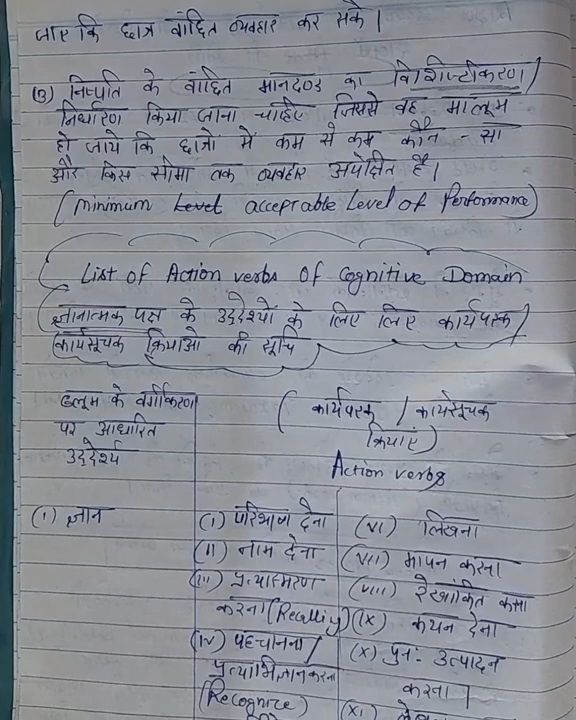 जाए कि छात्र वांछित व्यवहार कर सके।
(3) निष्पति के वांछित मानदण्ड का विशिष्टीकरण/
निर्धारण किया जाना चाहिए जिससे वह मालूम
हो जाये कि छात्रों में कम से कम कौन - सा
और किस सीमा तक व्यवहार अपेक्षित है।
(minimum Level acceptable Level of Performance)
List of Action verbs of Cognitive Domain
ज्ञानात्मक पक्ष के उद्देश्यों के लिए लिए कार्यपरक/
कार्यसूचक क्रियाओ की सूचि
ब्लूम के वर्गीकरण
पर आधारित
उद्देश्य
(कार्यपरक / कार्यसूचक
क्रियाएं)
Action verbs
(1) ज्ञान
(i) परिभाषा देना
(ii) नाम देना
(iii) प्रत्यास्मरण
करना (Recalling)
(iv) पहचानना/
प्रत्याभिज्ञान करना
(Recognize)
(vi) लिखना
(vii) मापन करना
(viii) रेखांकित करना
(ix) कथन देना
(x) पुनः उत्पादन
करना।
(xi)